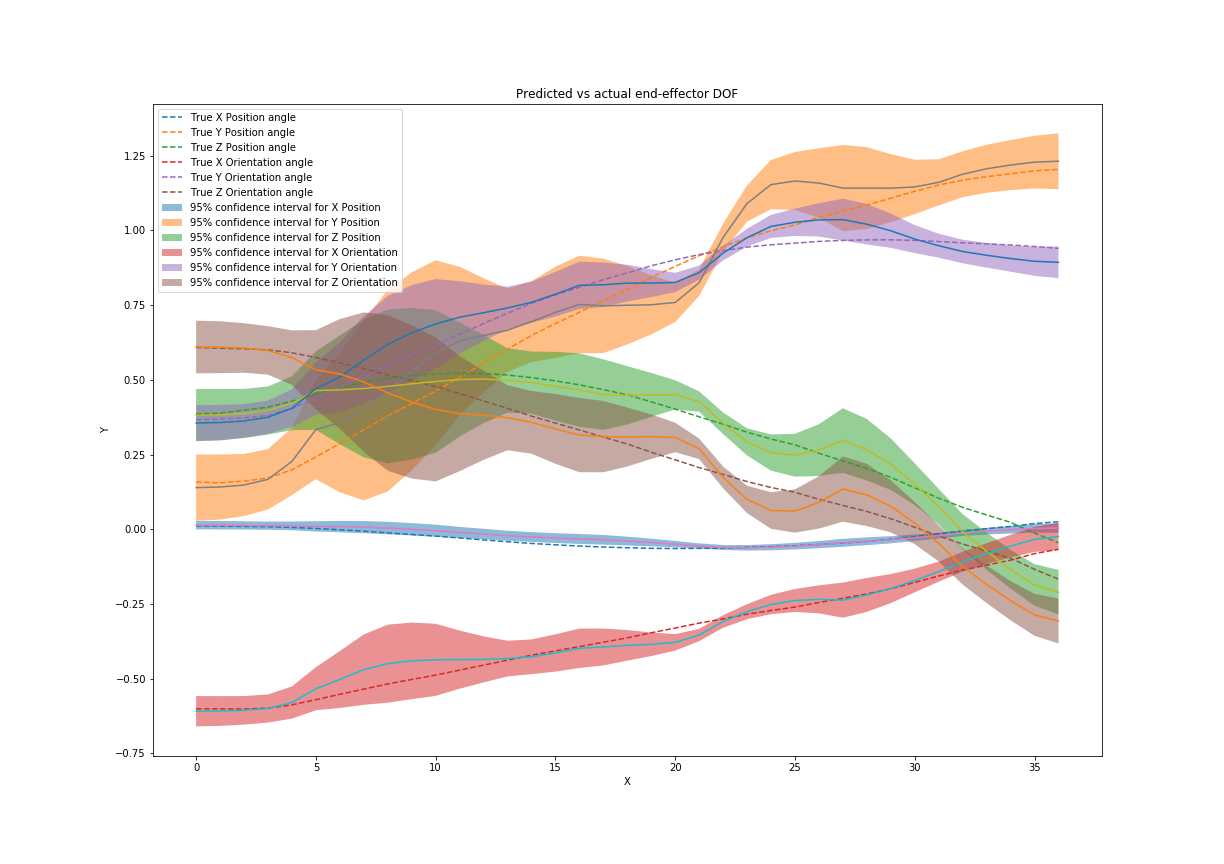 Predicted vs actual end-effector DOF
True X Position angle
True Y Position angle
True Z Position angle
True X Orientation angle
True Y Orientation angle
True Z Orientation angle
95% confidence interval for X Position
95% confidence interval for Y Position
95% confidence interval for Z Position
95% confidence interval for X Orientation
95% confidence interval for Y Orientation
95% confidence interval for Z Orientation
1.25
1.00
0.75
0.50
0.25
0.00
−0.25
−0.50
−0.75
Y
0 5 10 15 20 25 30 35
X